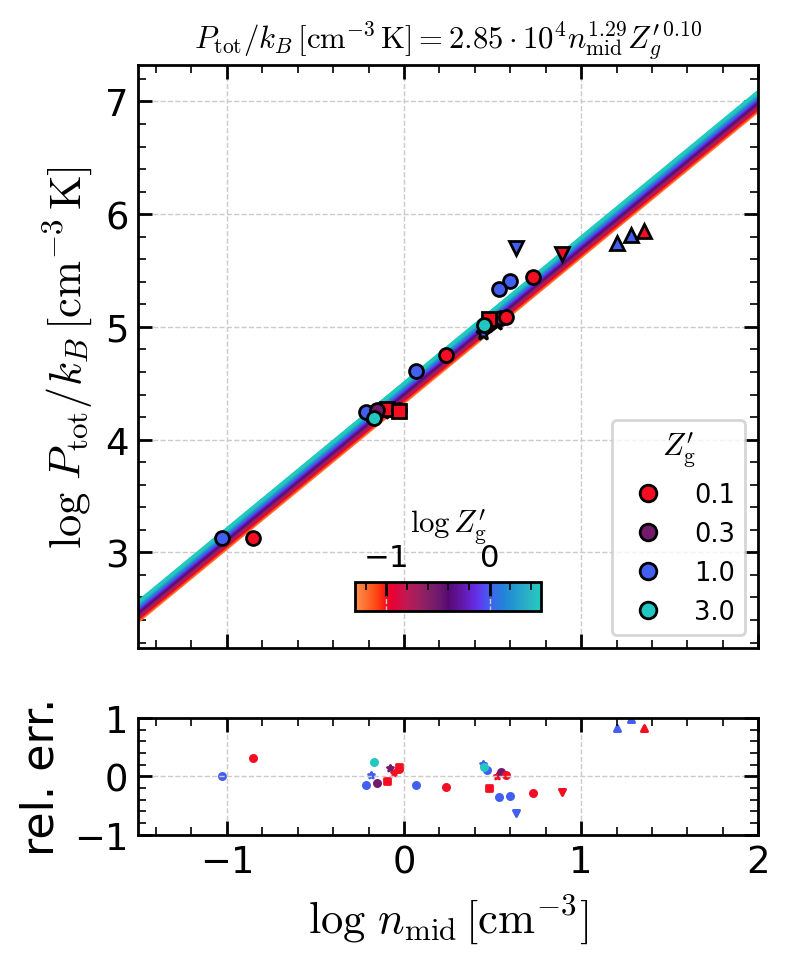 P_tot/k_B [cm⁻³ K] = 2.85 · 10⁴ n_mid^1.29 Z′_g^0.10
7
6
5
4
3
log P_tot/k_B [cm⁻³ K]
log Z′_g
−1 0
Z′_g
0.1
0.3
1.0
3.0
1
0
−1
rel. err.
−1 0 1 2
log n_mid [cm⁻³]